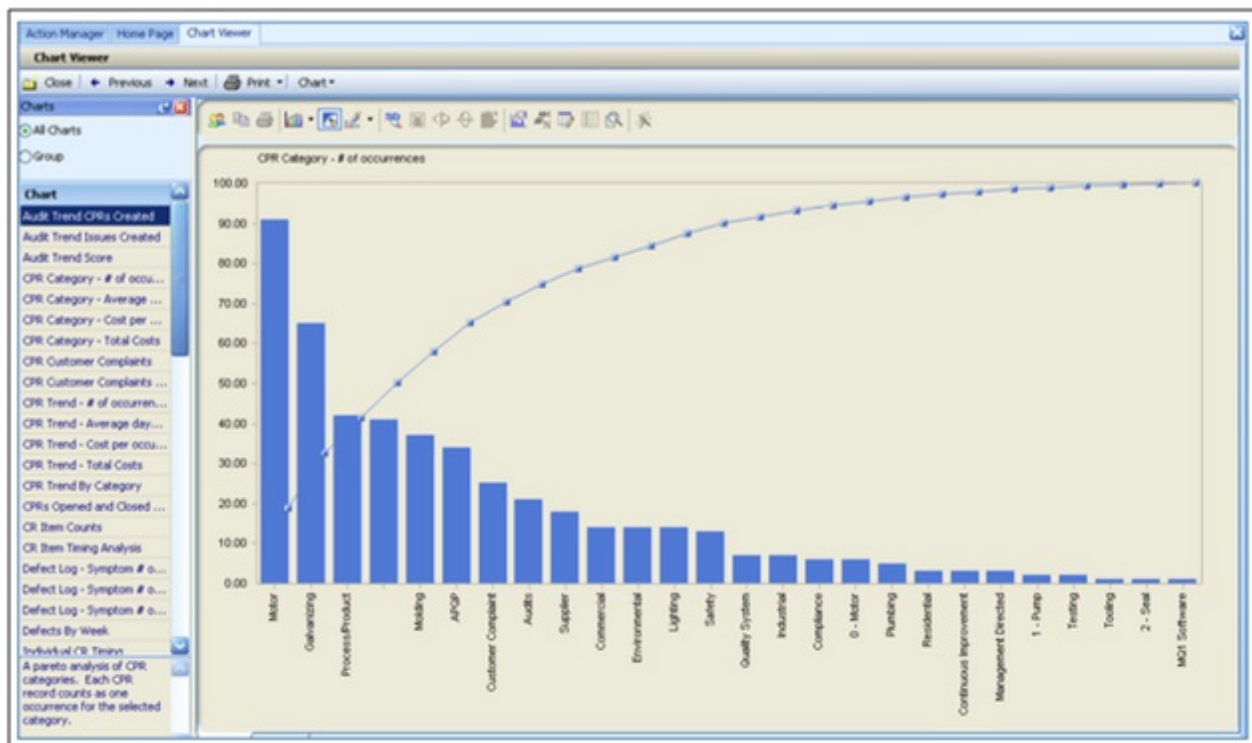 Action Manager Home Page Chart Viewer
Chart Viewer
Close Previous Next Print Chart
Charts
All Charts
Group
Chart
Audit Trend CPRs Created
Audit Trend Issues Created
Audit Trend Score
CPR Category - # of occu...
CPR Category - Average ...
CPR Category - Cost per ...
CPR Category - Total Costs
CPR Customer Complaints
CPR Customer Complaints ...
CPR Trend - # of occurren...
CPR Trend - Average day...
CPR Trend - Cost per occu...
CPR Trend - Total Costs
CPR Trend By Category
CPRs Opened and Closed ...
CR Item Counts
CR Item Timing Analysis
Defect Log - Symptom # o...
Defect Log - Symptom # o...
Defect Log - Symptom # o...
Defects By Week
Individual CR Timing
A pareto analysis of CPR
categories. Each CPR
record counts as one
occurrence for the selected
category.
CPR Category - # of occurrences
100.00
90.00
80.00
70.00
60.00
50.00
40.00
30.00
20.00
10.00
0.00
Motor
Galvanizing
Process/Product
-
Molding
APQP
Customer Complaint
Audits
Supplier
Commercial
Environmental
Lighting
Safety
Quality System
Industrial
Compliance
0 - Motor
Plumbing
Residential
Continuous Improvement
Management Directed
1 - Pump
Testing
Tooling
2 - Seal
MQ1 Software